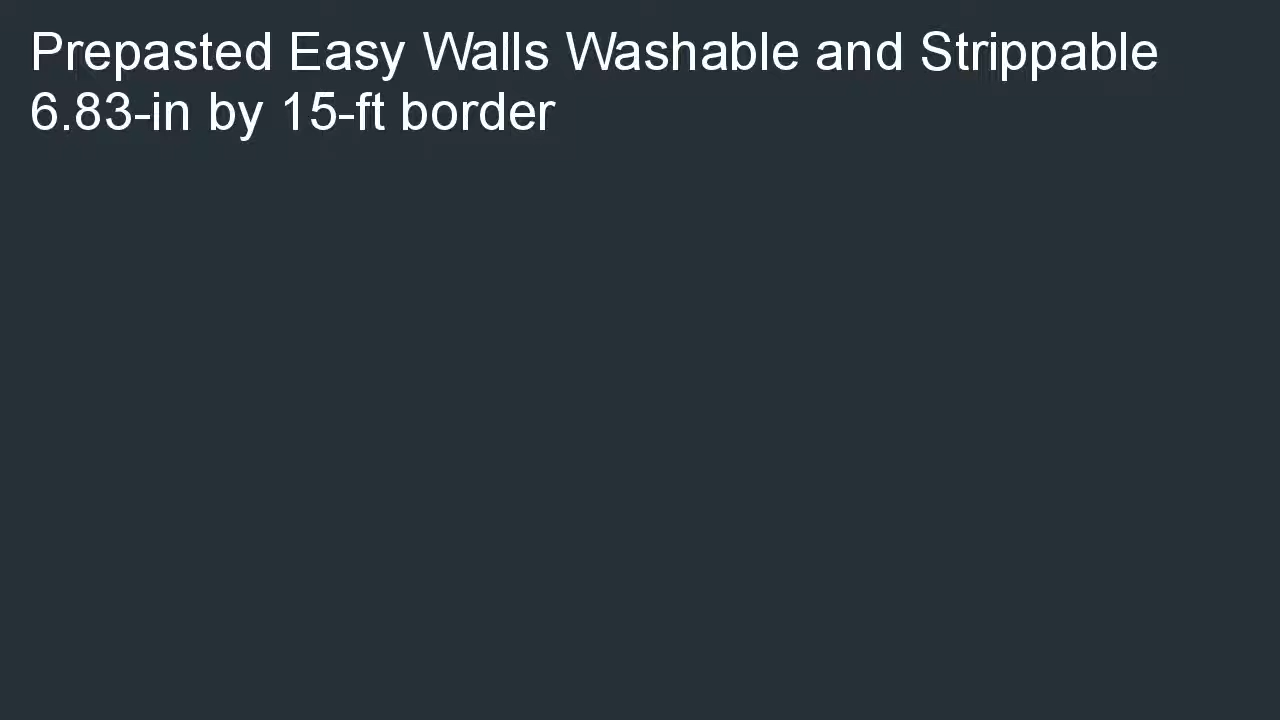 Prepasted Easy Walls Washable and Strippable
6.83-in by 15-ft border